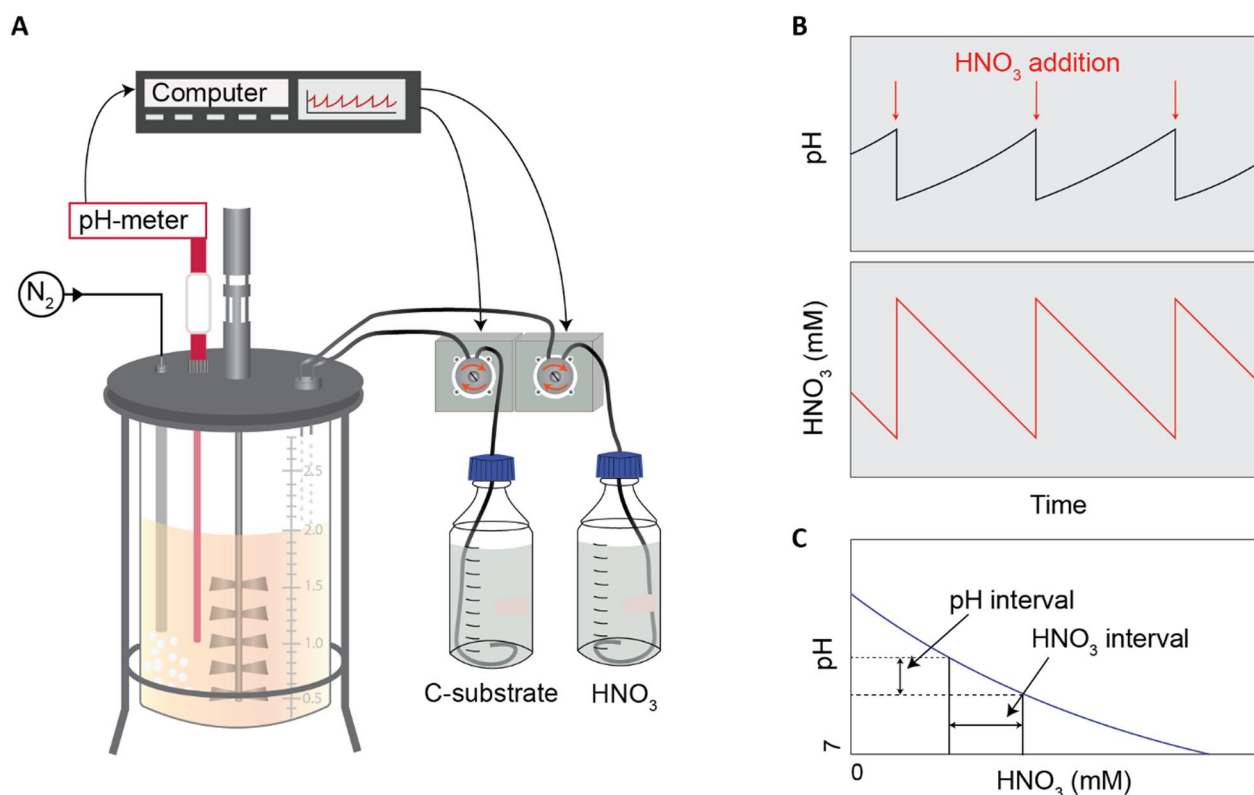 A
Computer
pH-meter
N₂
2.5
2.0
1.5
1.0
0.5
C-substrate
HNO₃
B
HNO₃ addition
pH
HNO₃ (mM)
Time
C
pH interval
HNO₃ interval
pH
7
0
HNO₃ (mM)